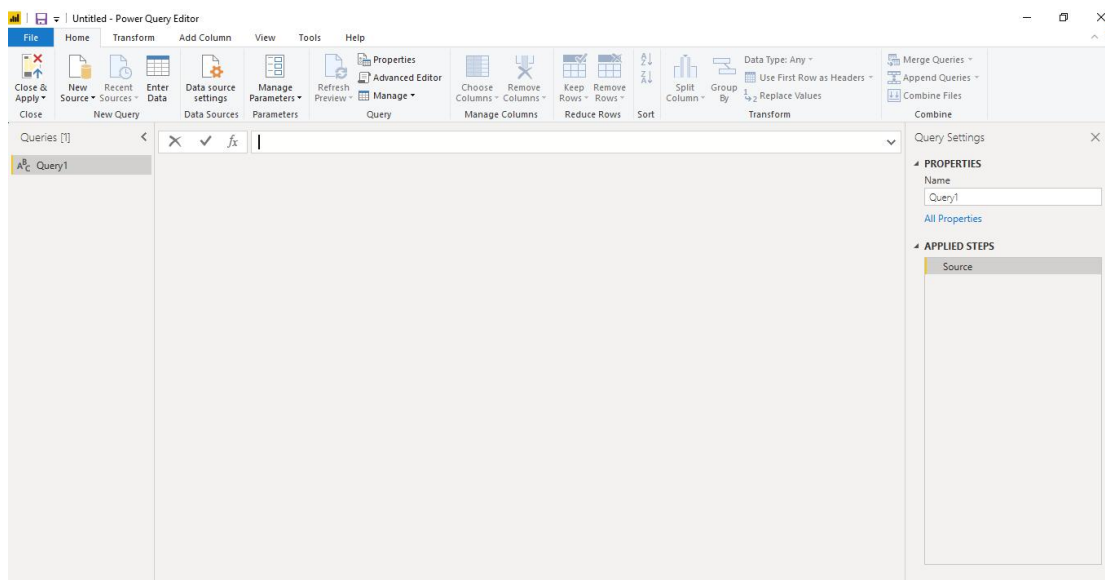 Untitled - Power Query Editor
File Home Transform Add Column View Tools Help
Close & Apply
New Source
Recent Sources
Enter Data
Data source settings
Manage Parameters
Refresh Preview
Properties
Advanced Editor
Manage
Choose Columns
Remove Columns
Keep Rows
Remove Rows
Split Column
Group By
Data Type: Any
Use First Row as Headers
Replace Values
Merge Queries
Append Queries
Combine Files
Close New Query Data Sources Parameters Query Manage Columns Reduce Rows Sort Transform Combine
Queries [1]
fx
Query Settings
ABC Query1
PROPERTIES
Name
Query1
All Properties
APPLIED STEPS
Source